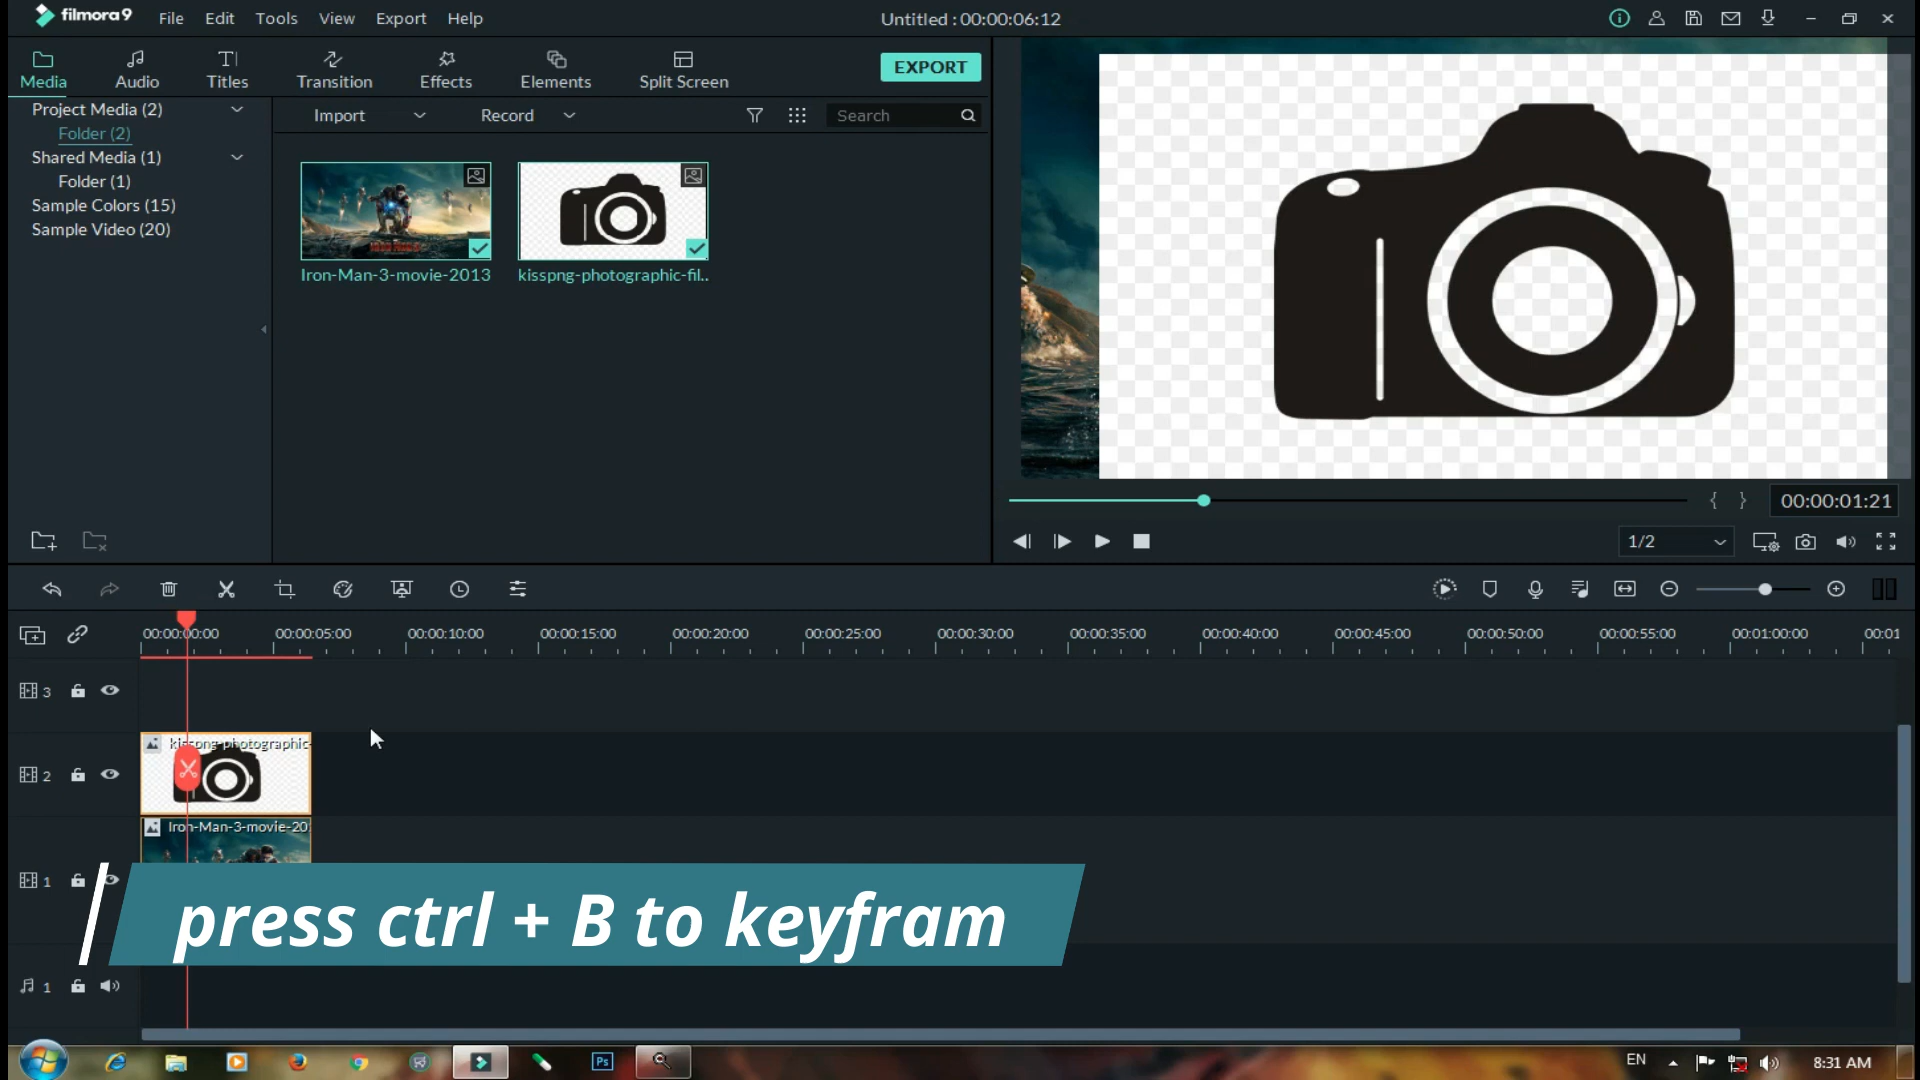 filmora9
File Edit Tools View Export Help
Untitled : 00:00:06:12
Media Audio Titles Transition Effects Elements Split Screen
EXPORT
Project Media (2)
Folder (2)
Shared Media (1)
Folder (1)
Sample Colors (15)
Sample Video (20)
Import Record Search
Iron-Man-3-movie-2013
kisspng-photographic-fil..
00:00:01:21
1/2
00:00:00:00 00:00:05:00 00:00:10:00 00:00:15:00 00:00:20:00 00:00:25:00 00:00:30:00 00:00:35:00 00:00:40:00 00:00:45:00 00:00:50:00 00:00:55:00 00:01:00:00 00:01
3
kisspng-photographic-
2
Iron-Man-3-movie-20
1
press ctrl + B to keyfram
1
Ps
EN
8:31 AM